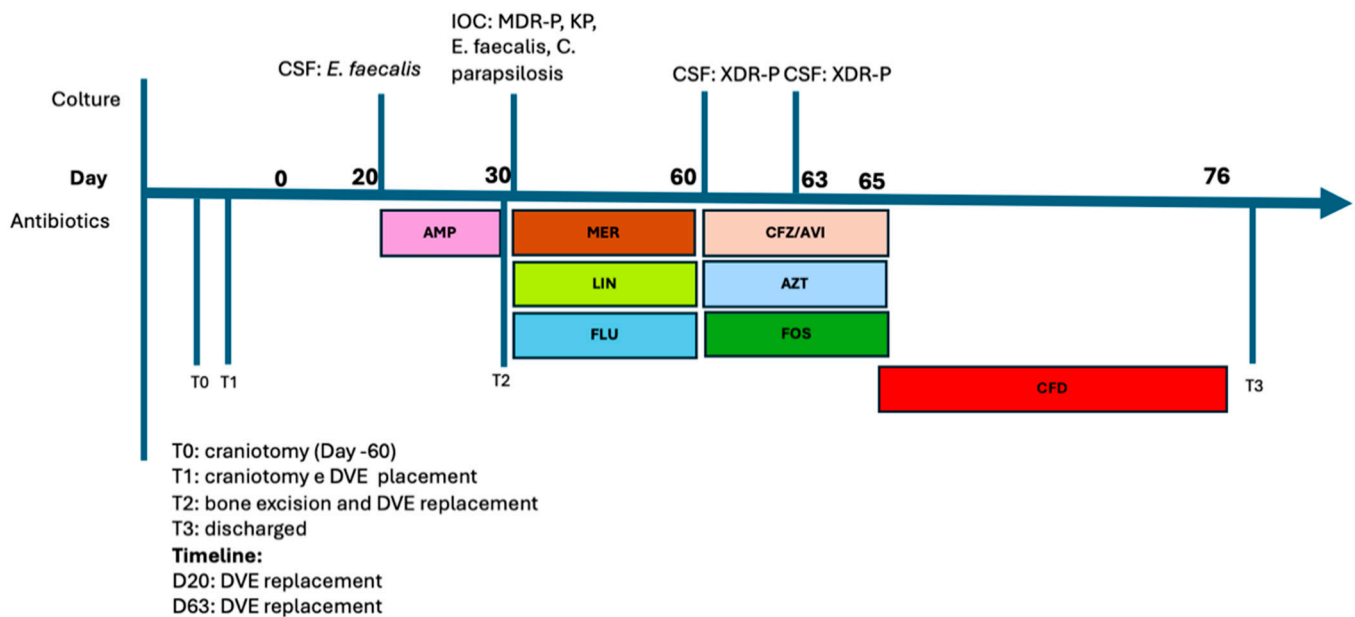 IOC: MDR-P, KP,
E. faecalis, C.
parapsilosis
CSF: E. faecalis
CSF: XDR-P CSF: XDR-P
Colture
Day 0 20 30 60 63 65 76
Antibiotics
AMP MER CFZ/AVI
LIN AZT
FLU FOS
T0 T1 T2 CFD T3
T0: craniotomy (Day -60)
T1: craniotomy e DVE placement
T2: bone excision and DVE replacement
T3: discharged
Timeline:
D20: DVE replacement
D63: DVE replacement